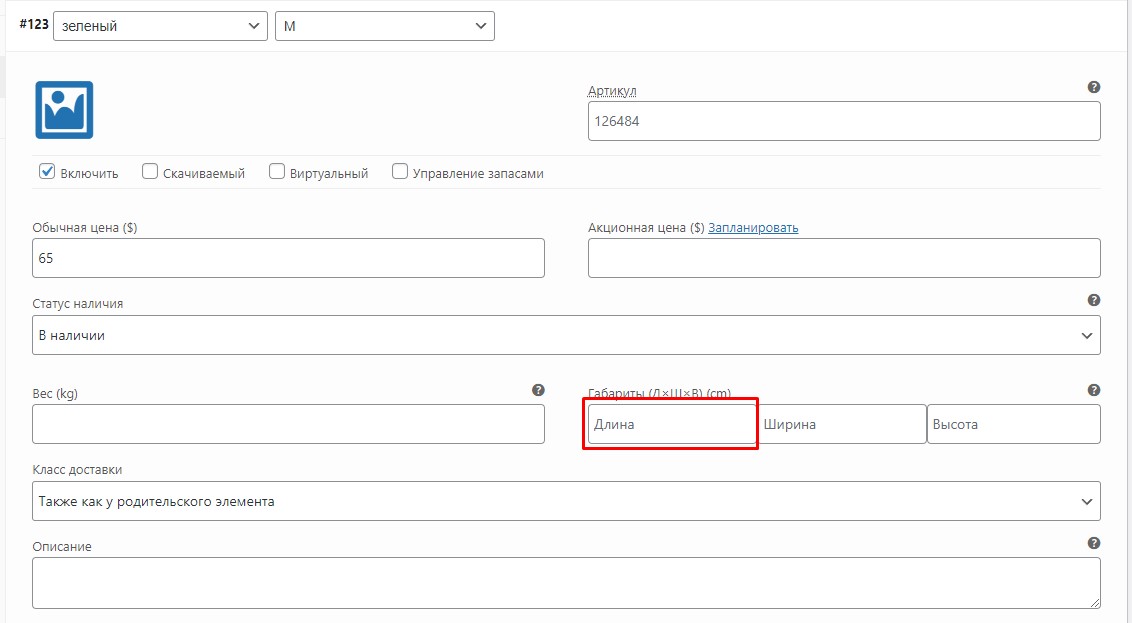 #123 зеленый M
Артикул ?
126484
Включить Скачиваемый Виртуальный Управление запасами
Обычная цена ($) Акционная цена ($) Запланировать
65
Статус наличия ?
В наличии
Вес (kg) ? Габариты (Д×Ш×В) (cm) ?
Длина Ширина Высота
Класс доставки
Также как у родительского элемента
Описание ?